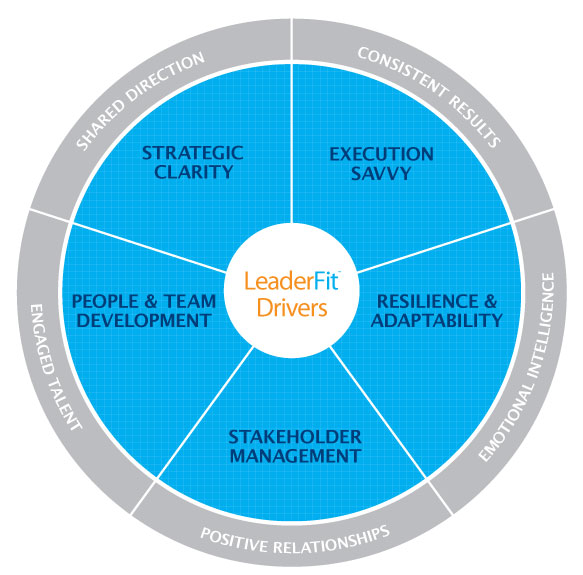 SHARED DIRECTION
CONSISTENT RESULTS
STRATEGIC
CLARITY
EXECUTION
SAVVY
LeaderFit™
Drivers
PEOPLE & TEAM
DEVELOPMENT
RESILIENCE &
ADAPTABILITY
ENGAGED TALENT
EMOTIONAL INTELLIGENCE
STAKEHOLDER
MANAGEMENT
POSITIVE RELATIONSHIPS